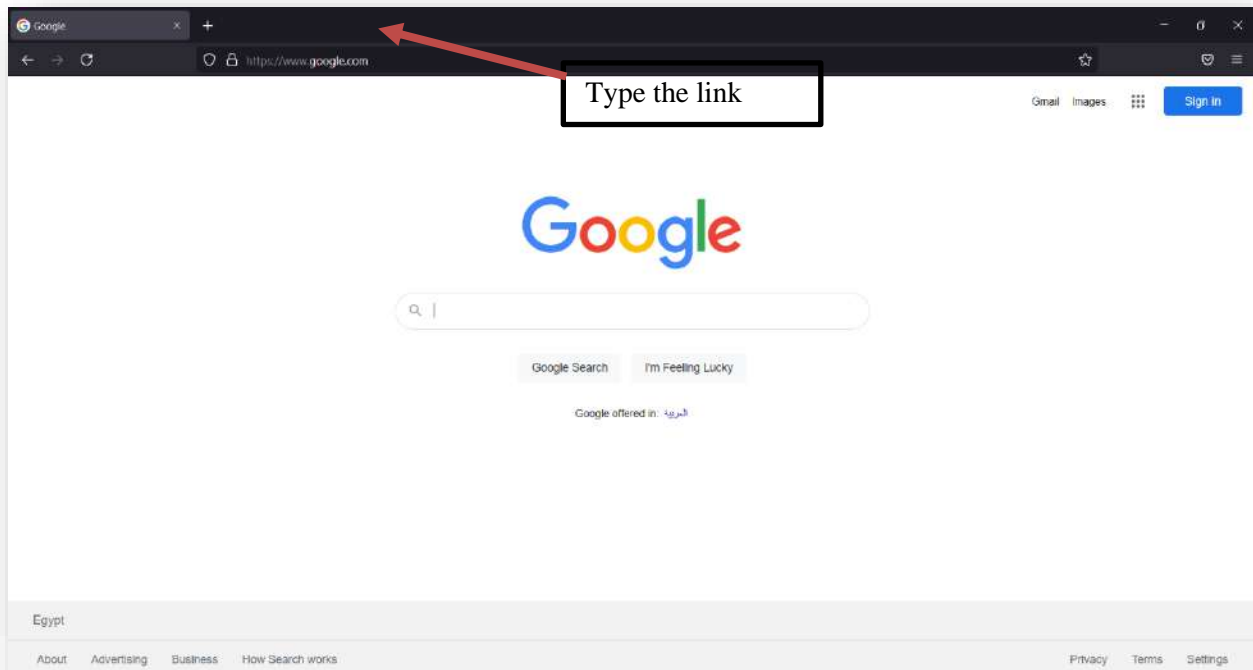 Google
https://www.google.com
Type the link
Gmail Images
Sign in
Google
Google Search I'm Feeling Lucky
Google offered in: العربية
Egypt
About Advertising Business How Search works
Privacy Terms Settings